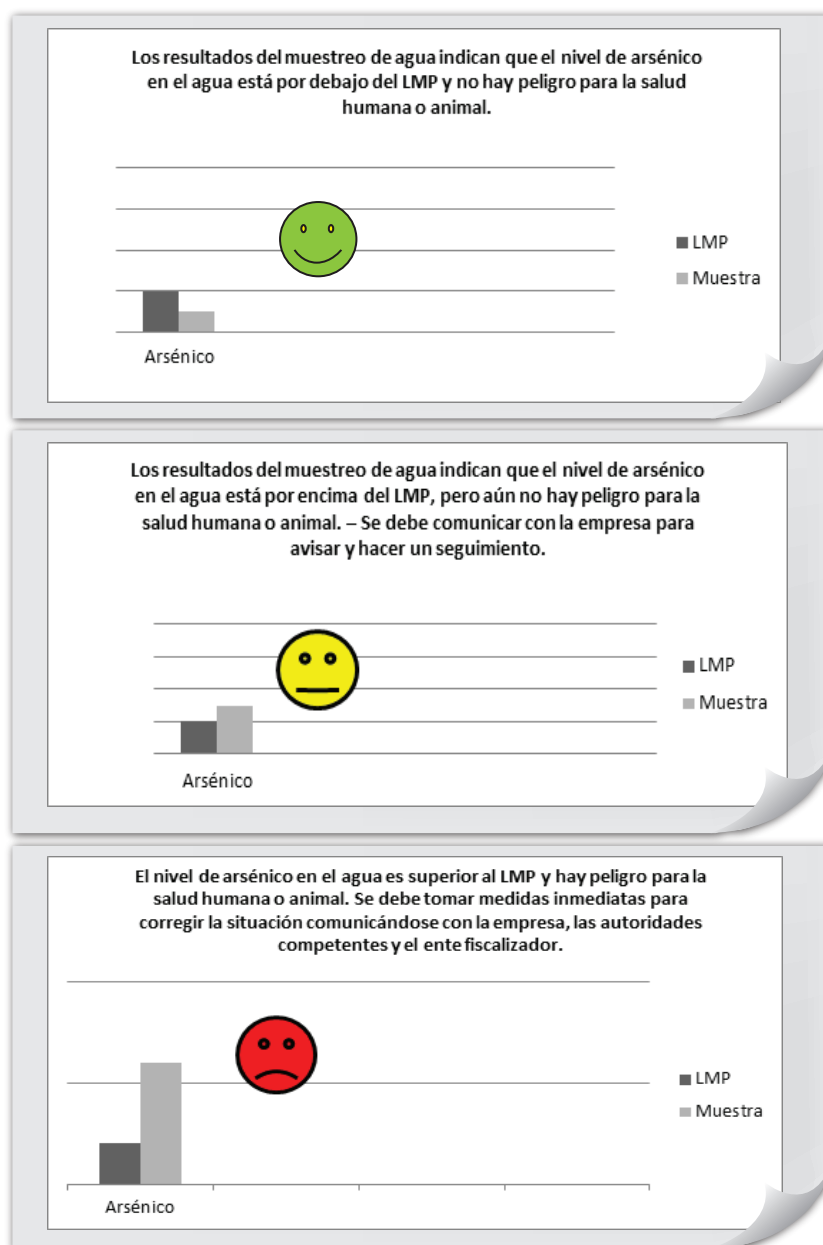 Los resultados del muestreo de agua indican que el nivel de arsénico
en el agua está por debajo del LMP y no hay peligro para la salud
humana o animal.
LMP
Muestra
Arsénico
Los resultados del muestreo de agua indican que el nivel de arsénico
en el agua está por encima del LMP, pero aún no hay peligro para la
salud humana o animal. – Se debe comunicar con la empresa para
avisar y hacer un seguimiento.
LMP
Muestra
Arsénico
El nivel de arsénico en el agua es superior al LMP y hay peligro para la
salud humana o animal. Se debe tomar medidas inmediatas para
corregir la situación comunicándose con la empresa, las autoridades
competentes y el ente fiscalizador.
LMP
Muestra
Arsénico